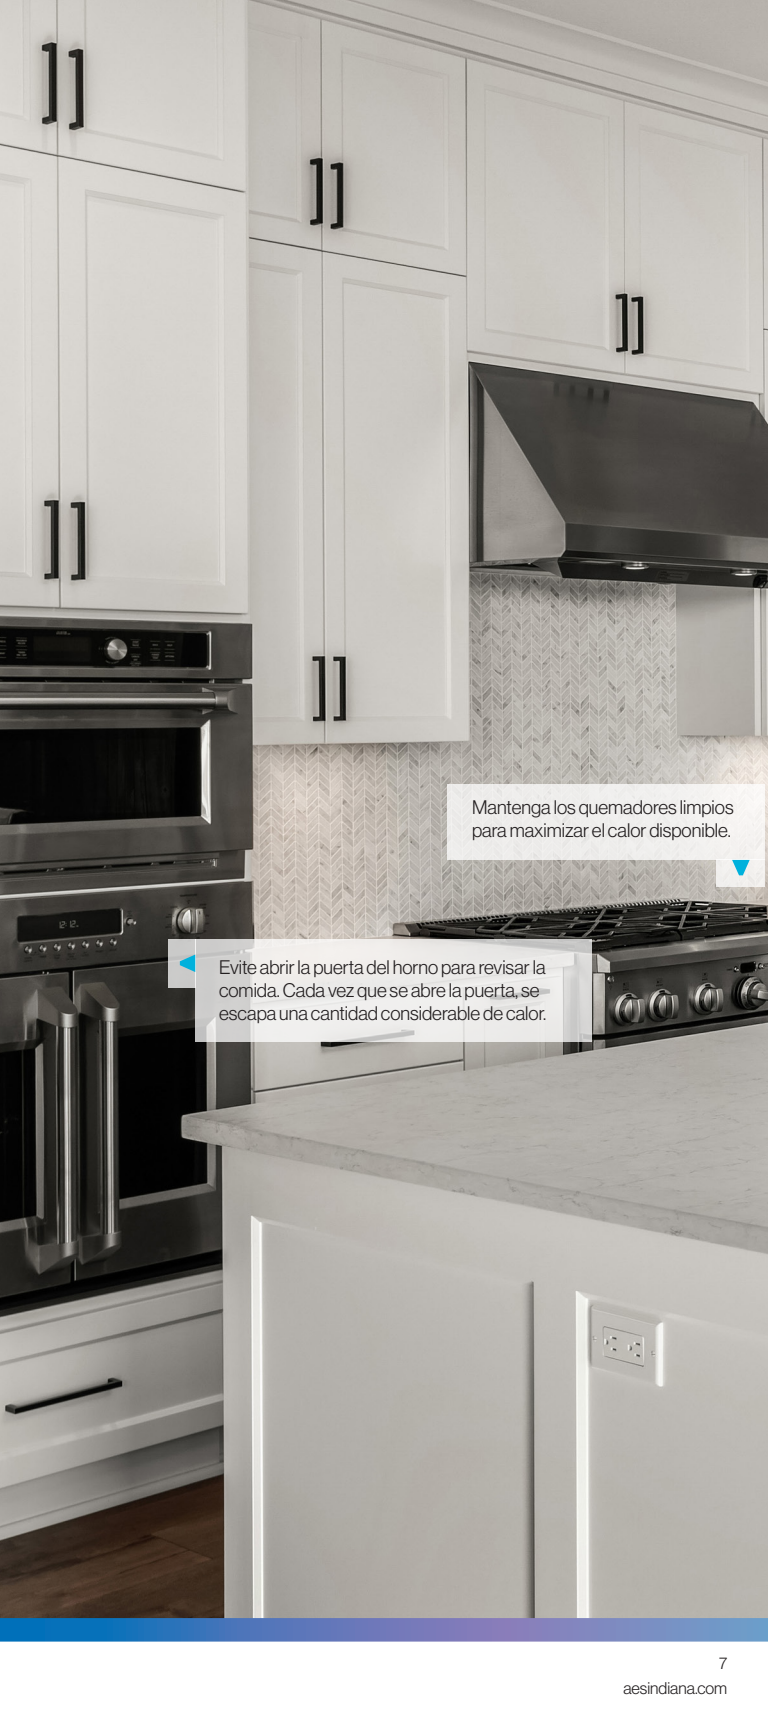 Mantenga los quemadores limpios
para maximizar el calor disponible.
Evite abrir la puerta del horno para revisar la
comida. Cada vez que se abre la puerta, se
escapa una cantidad considerable de calor.
7
aesindiana.com